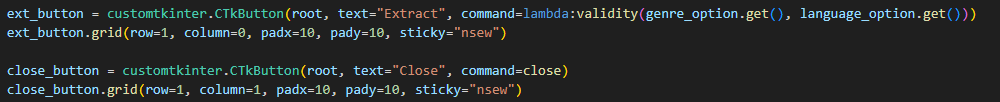 ext_button = customtkinter.CTkButton(root, text="Extract", command=lambda:validity(genre_option.get(), language_option.get()))
ext_button.grid(row=1, column=0, padx=10, pady=10, sticky="nsew")
close_button = customtkinter.CTkButton(root, text="Close", command=close)
close_button.grid(row=1, column=1, padx=10, pady=10, sticky="nsew")